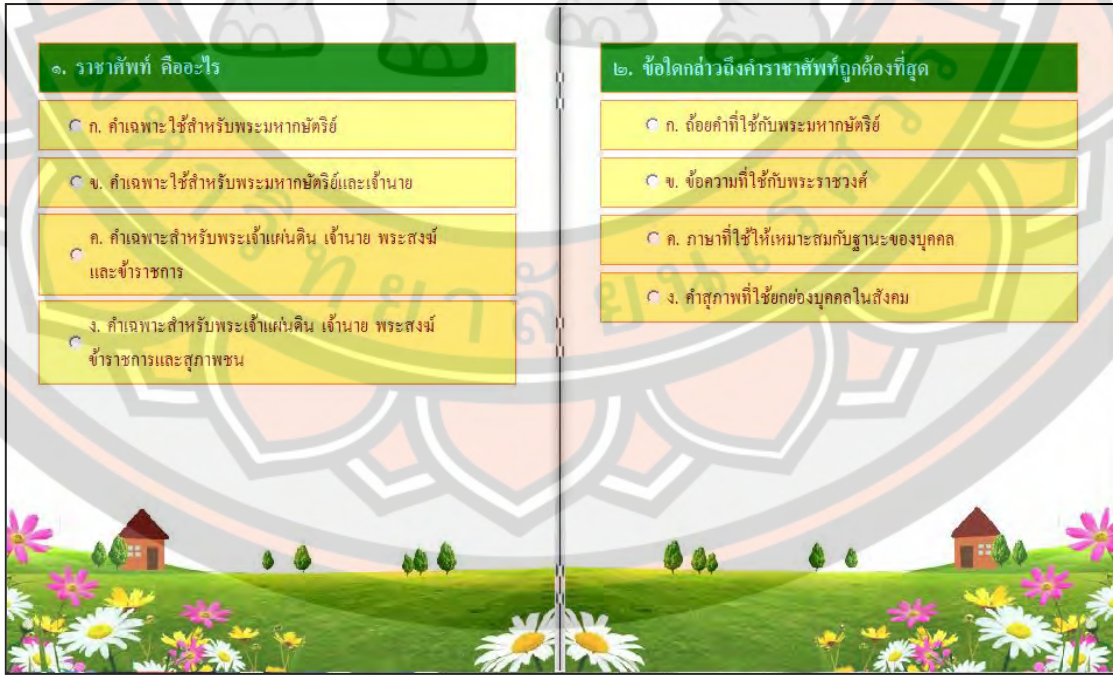 ๑. ราชาศัพท์ คืออะไร
ก. คำเฉพาะใช้สำหรับพระมหากษัตริย์
ข. คำเฉพาะใช้สำหรับพระมหากษัตริย์และเจ้านาย
ค. คำเฉพาะสำหรับพระเจ้าแผ่นดิน เจ้านาย พระสงฆ์
และข้าราชการ
ง. คำเฉพาะสำหรับพระเจ้าแผ่นดิน เจ้านาย พระสงฆ์
ข้าราชการและสุภาพชน
๒. ข้อใดกล่าวถึงคำราชาศัพท์ถูกต้องที่สุด
ก. ถ้อยคำที่ใช้กับพระมหากษัตริย์
ข. ข้อความที่ใช้กับพระราชวงศ์
ค. ภาษาที่ใช้ให้เหมาะสมกับฐานะของบุคคล
ง. คำสุภาพที่ใช้ยกย่องบุคคลในสังคม
มหาวิทยาลัยนเรศวร